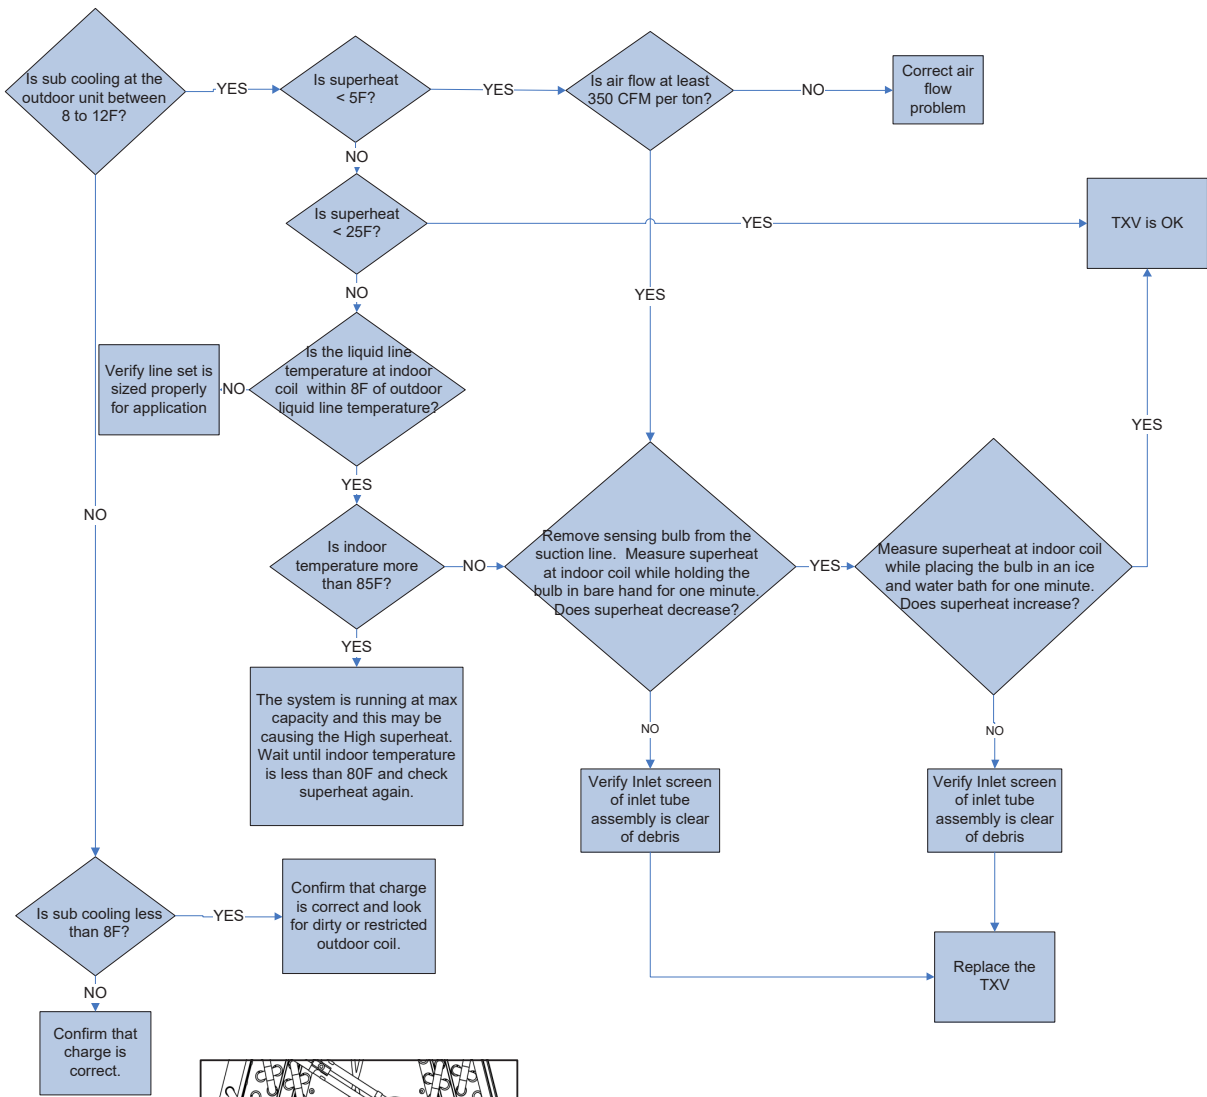 Is sub cooling at the
outdoor unit between
8 to 12F?
YES
Is superheat
< 5F?
YES
Is air flow at least
350 CFM per ton?
NO
Correct air
flow
problem
NO
Is superheat
< 25F?
YES
TXV is OK
NO
YES
Is the liquid line
temperature at indoor
coil within 8F of outdoor
liquid line temperature?
NO
Verify line set is
sized properly
for application
YES
YES
NO
Is indoor
temperature more
than 85F?
NO
Remove sensing bulb from the
suction line. Measure superheat
at indoor coil while holding the
bulb in bare hand for one minute.
Does superheat decrease?
YES
Measure superheat at indoor coil
while placing the bulb in an ice
and water bath for one minute.
Does superheat increase?
YES
The system is running at max
capacity and this may be
causing the High superheat.
Wait until indoor temperature
is less than 80F and check
superheat again.
NO
NO
Verify Inlet screen
of inlet tube
assembly is clear
of debris
Verify Inlet screen
of inlet tube
assembly is clear
of debris
Is sub cooling less
than 8F?
YES
Confirm that charge
is correct and look
for dirty or restricted
outdoor coil.
Replace the
TXV
NO
Confirm that
charge is
correct.